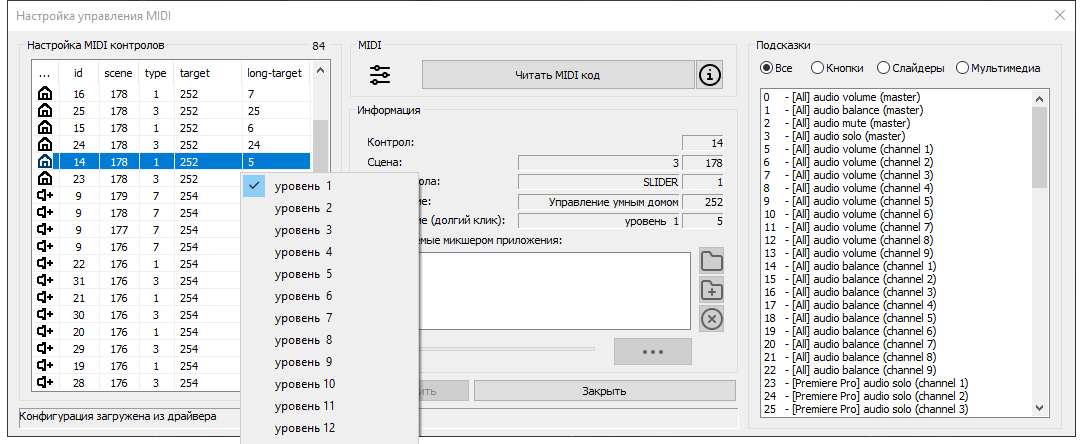 Настройка управления MIDI
Настройка MIDI контролов 84
... id scene type target long-target
16 178 1 252 7
25 178 3 252 25
15 178 1 252 6
24 178 3 252 24
14 178 1 252 5
23 178 3 252
9 179 7 254
9 178 7 254
9 177 7 254
9 176 7 254
22 176 1 254
31 176 3 254
21 176 1 254
30 176 3 254
20 176 1 254
29 176 3 254
19 176 1 254
28 176 3 254
Конфигурация загружена из драйвера
уровень 1
уровень 2
уровень 3
уровень 4
уровень 5
уровень 6
уровень 7
уровень 8
уровень 9
уровень 10
уровень 11
уровень 12
MIDI
Читать MIDI код
Информация
Контрол: 14
Сцена: 3 178
ола: SLIDER 1
ие: Управление умным домом 252
ие (долгий клик): уровень 1 5
емые микшером приложения:
...
ить
Закрыть
Подсказки
Все Кнопки Слайдеры Мультимедиа
0 - [All] audio volume (master)
1 - [All] audio balance (master)
2 - [All] audio mute (master)
3 - [All] audio solo (master)
5 - [All] audio volume (channel 1)
6 - [All] audio volume (channel 2)
7 - [All] audio volume (channel 3)
8 - [All] audio volume (channel 4)
9 - [All] audio volume (channel 5)
10 - [All] audio volume (channel 6)
11 - [All] audio volume (channel 7)
12 - [All] audio volume (channel 8)
13 - [All] audio volume (channel 9)
14 - [All] audio balance (channel 1)
15 - [All] audio balance (channel 2)
16 - [All] audio balance (channel 3)
17 - [All] audio balance (channel 4)
18 - [All] audio balance (channel 5)
19 - [All] audio balance (channel 6)
20 - [All] audio balance (channel 7)
21 - [All] audio balance (channel 8)
22 - [All] audio balance (channel 9)
23 - [Premiere Pro] audio solo (channel 1)
24 - [Premiere Pro] audio solo (channel 2)
25 - [Premiere Pro] audio solo (channel 3)